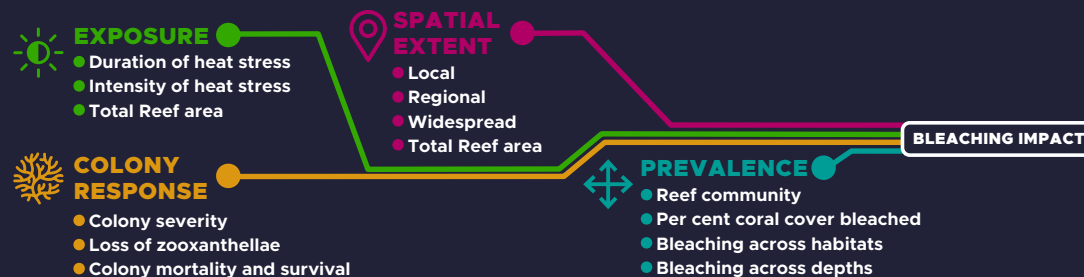 EXPOSURE
Duration of heat stress
Intensity of heat stress
Total Reef area
SPATIAL
EXTENT
Local
Regional
Widespread
Total Reef area
COLONY
RESPONSE
Colony severity
Loss of zooxanthellae
Colony mortality and survival
PREVALENCE
Reef community
Per cent coral cover bleached
Bleaching across habitats
Bleaching across depths
BLEACHING IMPACT